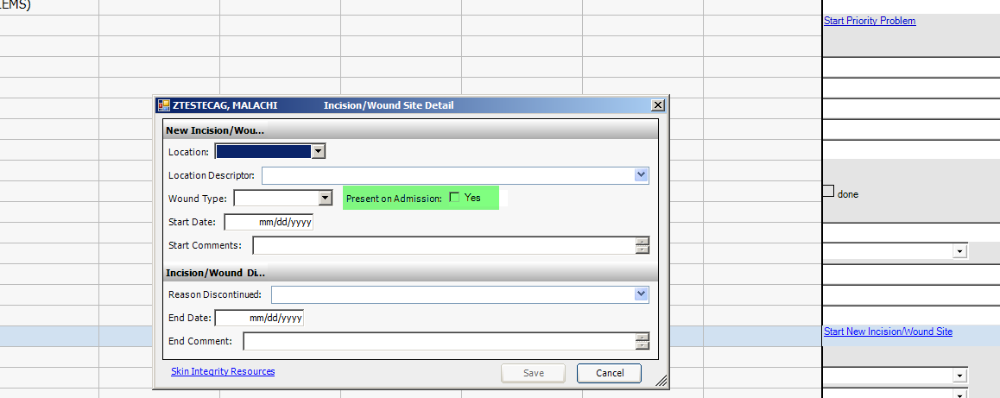 LEMS)
Start Priority Problem
ZTESTECAG, MALACHI Incision/Wound Site Detail
New Incision/Wou...
Location:
Location Descriptor:
Wound Type: Present on Admission: Yes
done
Start Date: mm/dd/yyyy
Start Comments:
Incision/Wound Di...
Reason Discontinued:
End Date: mm/dd/yyyy
Start New Incision/Wound Site
End Comment:
Skin Integrity Resources Save Cancel